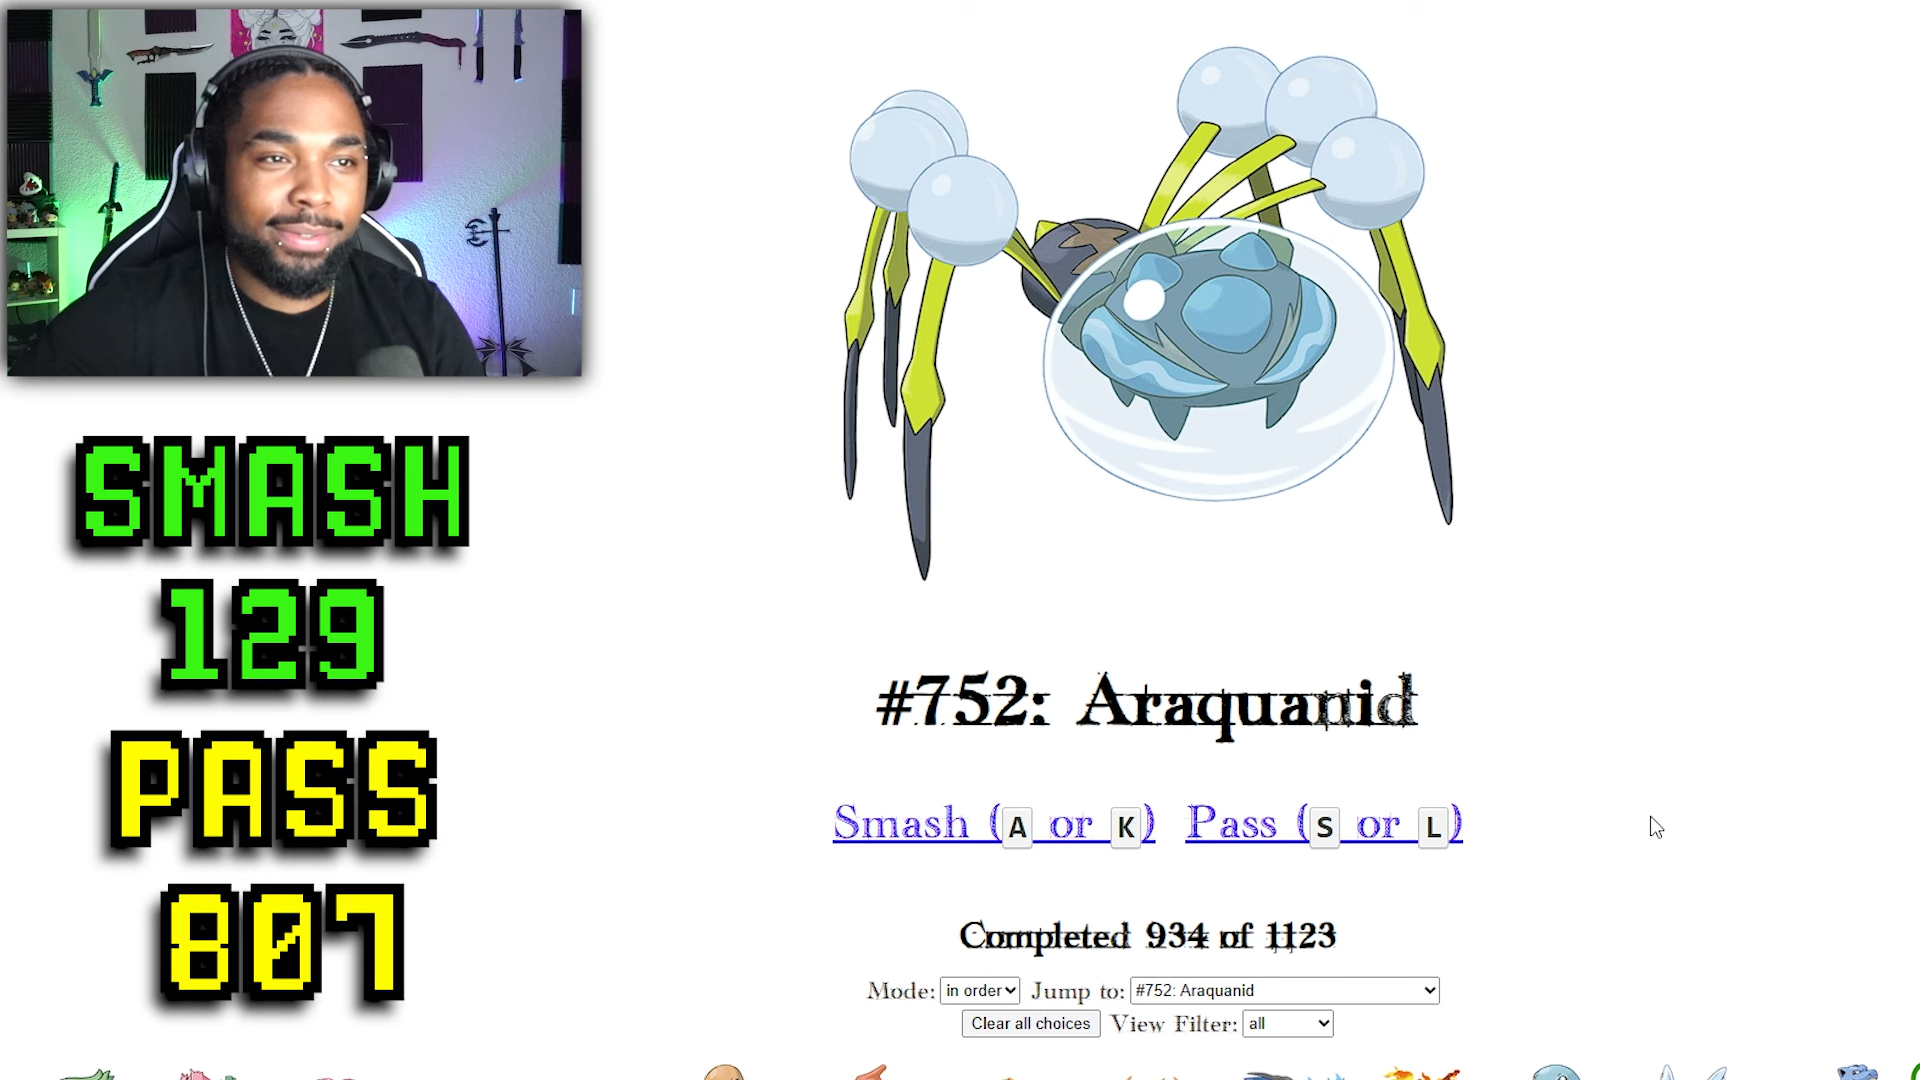 SMASH
129
PASS
807
#752: Araquanid
Smash (A or K) Pass (S or L)
Completed 934 of 1123
Mode: in order Jump to: #752: Araquanid
Clear all choices View Filter: all